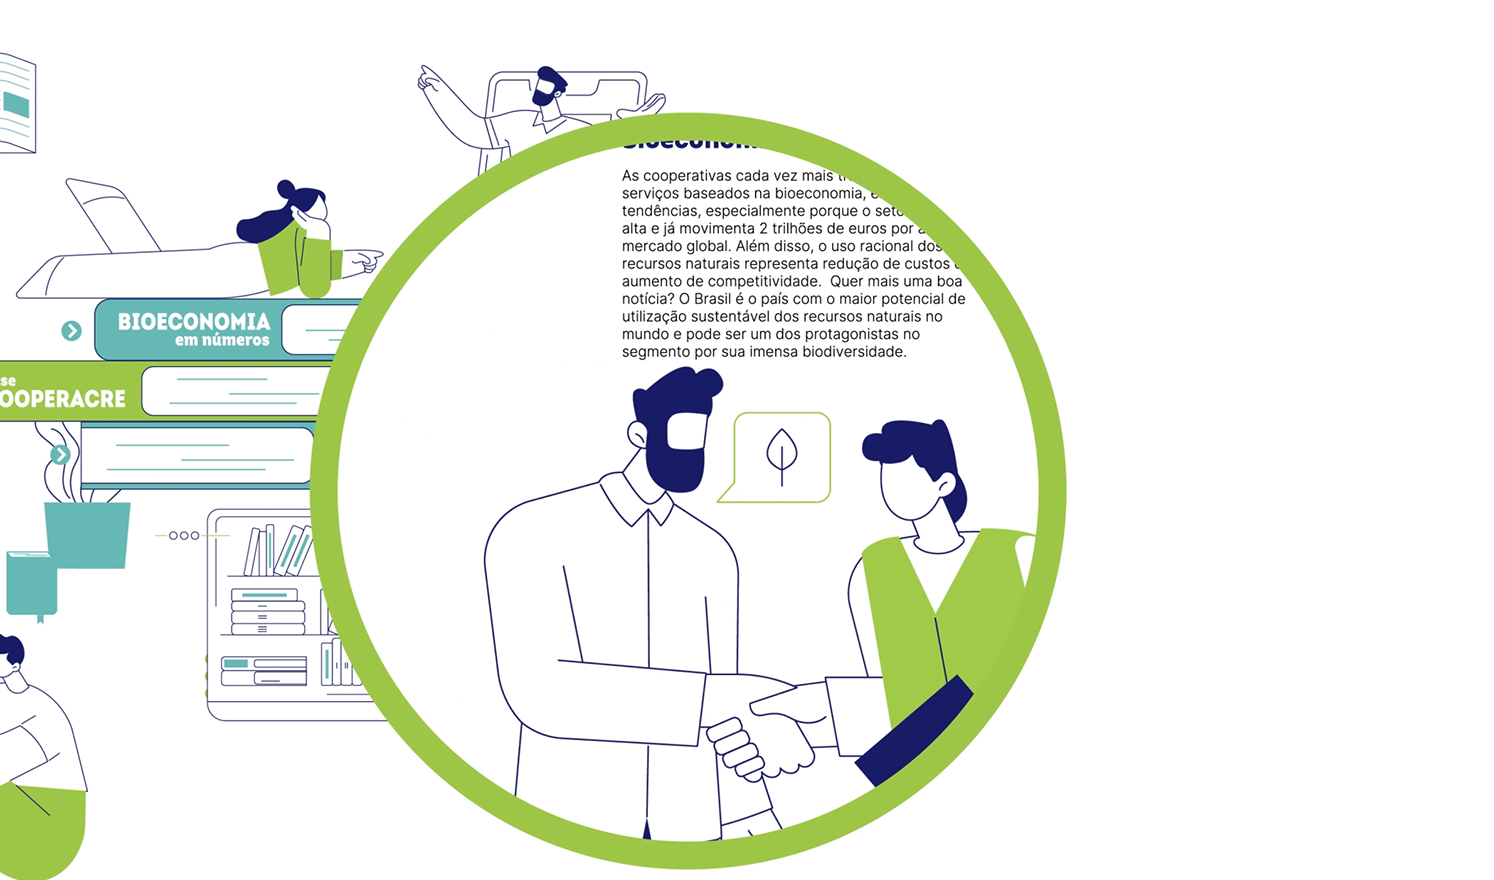 As cooperativas cada vez mais
serviços baseados na bioeconomia,
tendências, especialmente porque o
alta e já movimenta 2 trilhões de euros por
mercado global. Além disso, o uso racional dos
recursos naturais representa redução de custos
aumento de competitividade. Quer mais uma boa
notícia? O Brasil é o país com o maior potencial de
utilização sustentável dos recursos naturais no
mundo e pode ser um dos protagonistas no
segmento por sua imensa biodiversidade.
BIOECONOMIA
em números
se
OOPERACRE